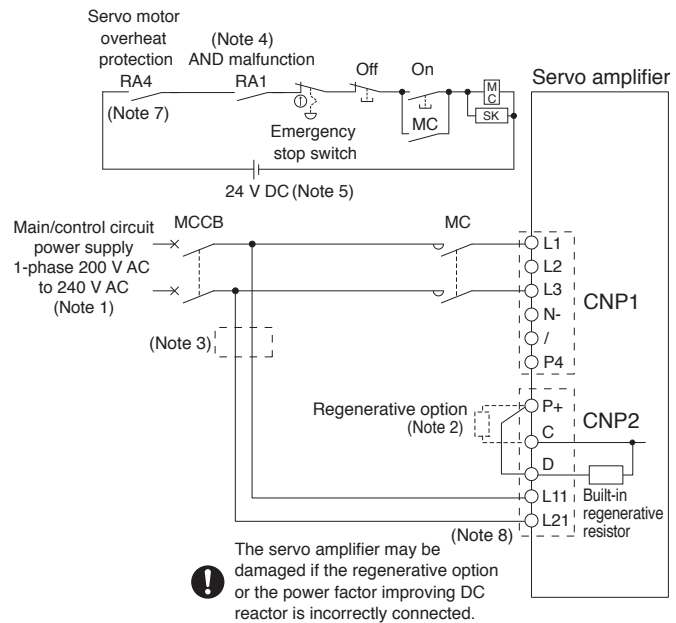 Servo motor
overheat
protection
RA4
(Note 7)
(Note 4)
AND malfunction
RA1
Off
On
MC
M
C
SK
Emergency
stop switch
24 V DC (Note 5)
Servo amplifier
Main/control circuit
power supply
1-phase 200 V AC
to 240 V AC
(Note 1)
MCCB
MC
(Note 3)
L1
L2
L3
N-
/
P4
CNP1
Regenerative option
(Note 2)
P+
C
D
L11
L21
CNP2
Built-in
regenerative
resistor
(Note 8)
The servo amplifier may be
damaged if the regenerative option
or the power factor improving DC
reactor is incorrectly connected.